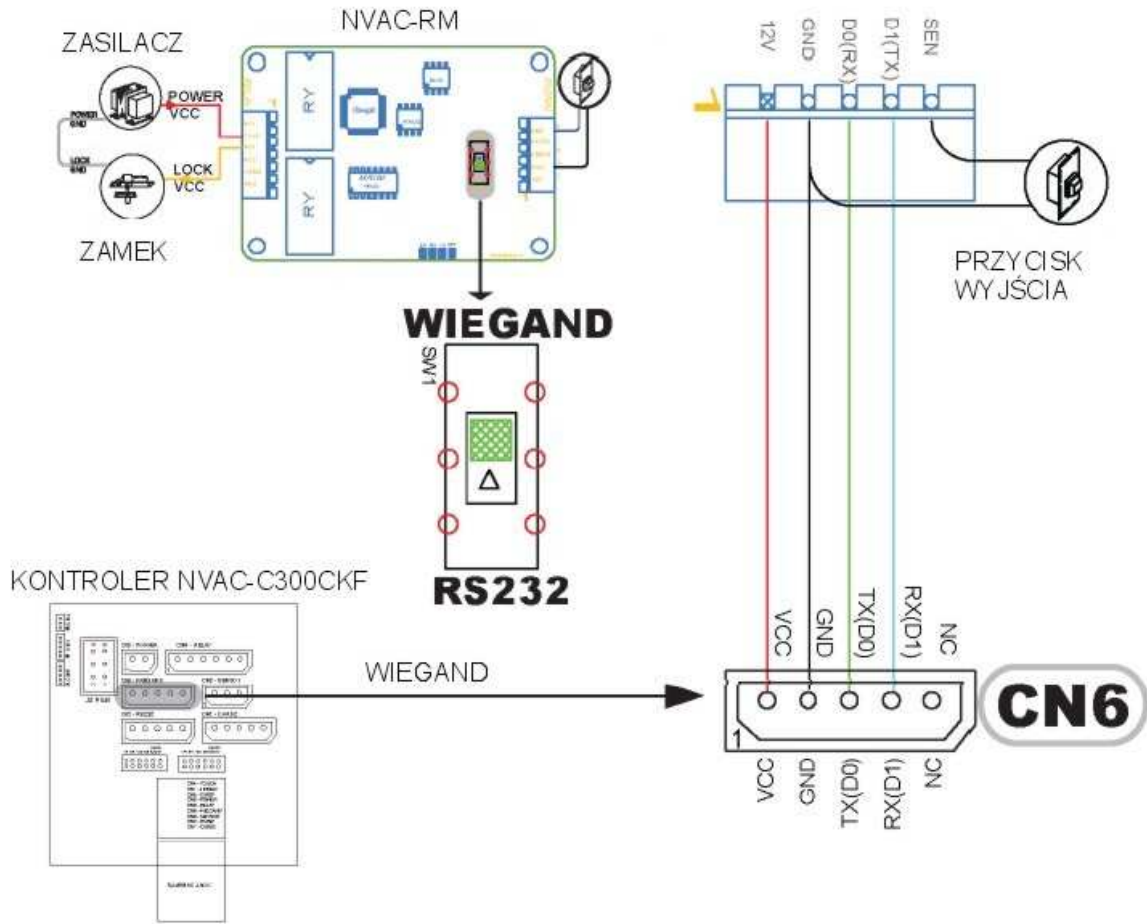 NVAC-RM
ZASILACZ
POWER
VCC
POWER
GND
LOCK
GND
LOCK
VCC
ZAMEK
RY
RY
12V
GND
D0(RX)
D1(TX)
SEN
1
PRZYCISK
WYJŚCIA
WIEGAND
SW1
RS232
KONTROLER NVAC-C300CKF
WIEGAND
VCC
GND
TX(D0)
RX(D1)
NC
1
CN6
VCC
GND
TX(D0)
RX(D1)
CN